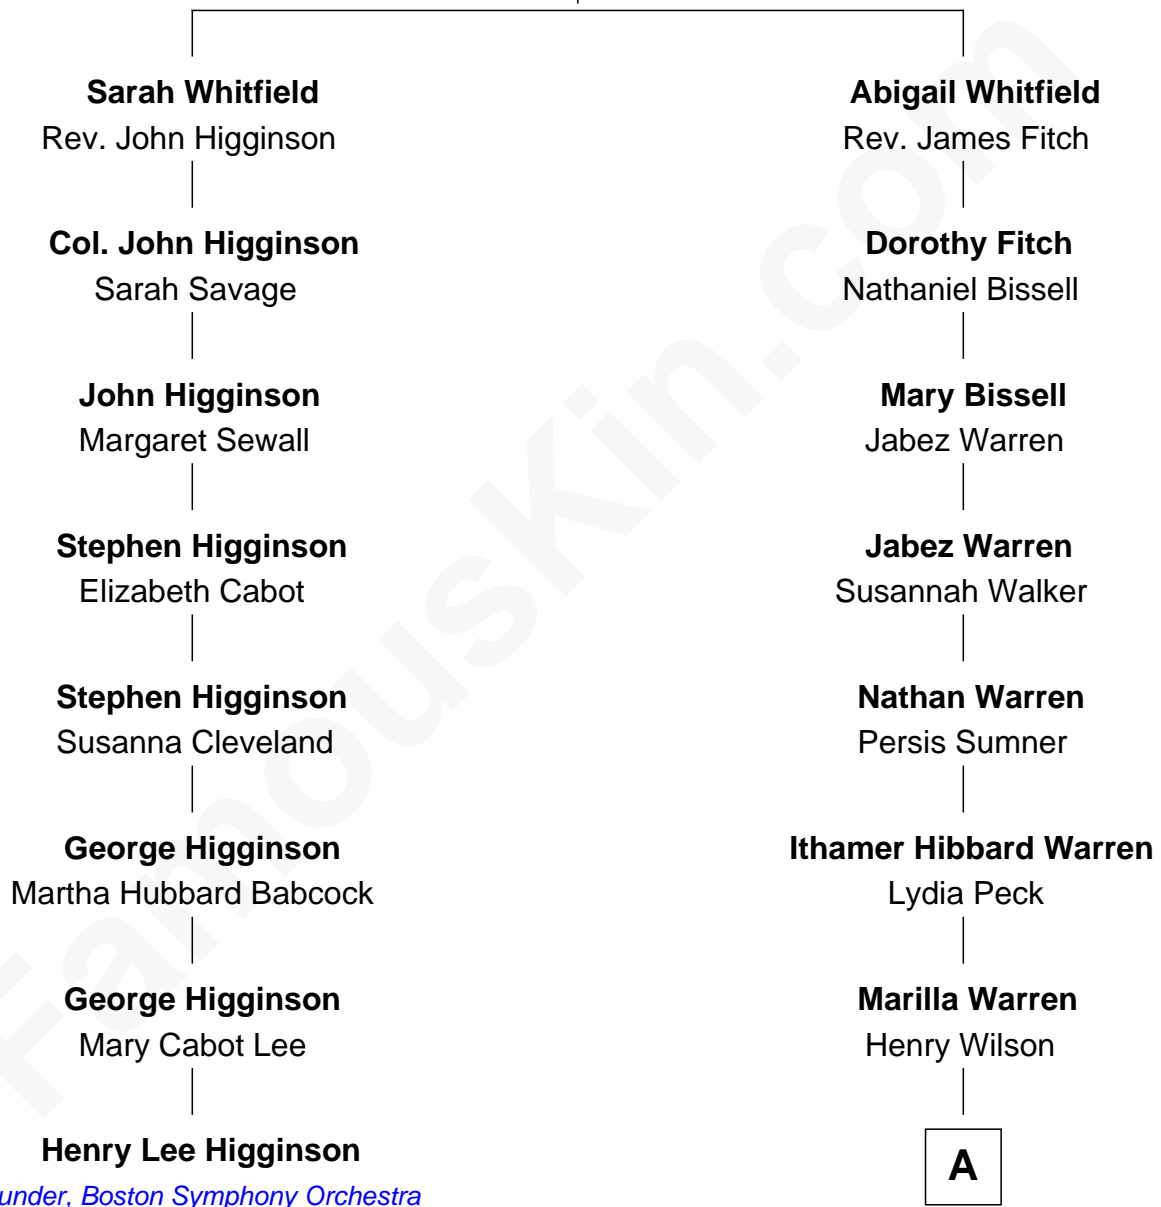 Sarah Whitfield
Rev. John Higginson
Col. John Higginson
Sarah Savage
John Higginson
Margaret Sewall
Stephen Higginson
Elizabeth Cabot
Stephen Higginson
Susanna Cleveland
George Higginson
Martha Hubbard Babcock
George Higginson
Mary Cabot Lee
Henry Lee Higginson
under, Boston Symphony Orchestra
Abigail Whitfield
Rev. James Fitch
Dorothy Fitch
Nathaniel Bissell
Mary Bissell
Jabez Warren
Jabez Warren
Susannah Walker
Nathan Warren
Persis Sumner
Ithamer Hibbard Warren
Lydia Peck
Marilla Warren
Henry Wilson
A
FamousKin.com